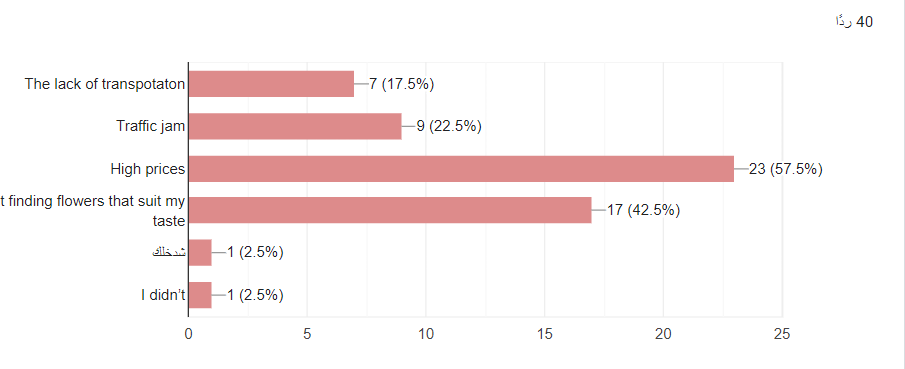 40 ردًا
The lack of transpotaton
7 (17.5%)
Traffic jam
9 (22.5%)
High prices
23 (57.5%)
t finding flowers that suit my
taste
17 (42.5%)
شدخلك
1 (2.5%)
I didn't
1 (2.5%)
0 5 10 15 20 25